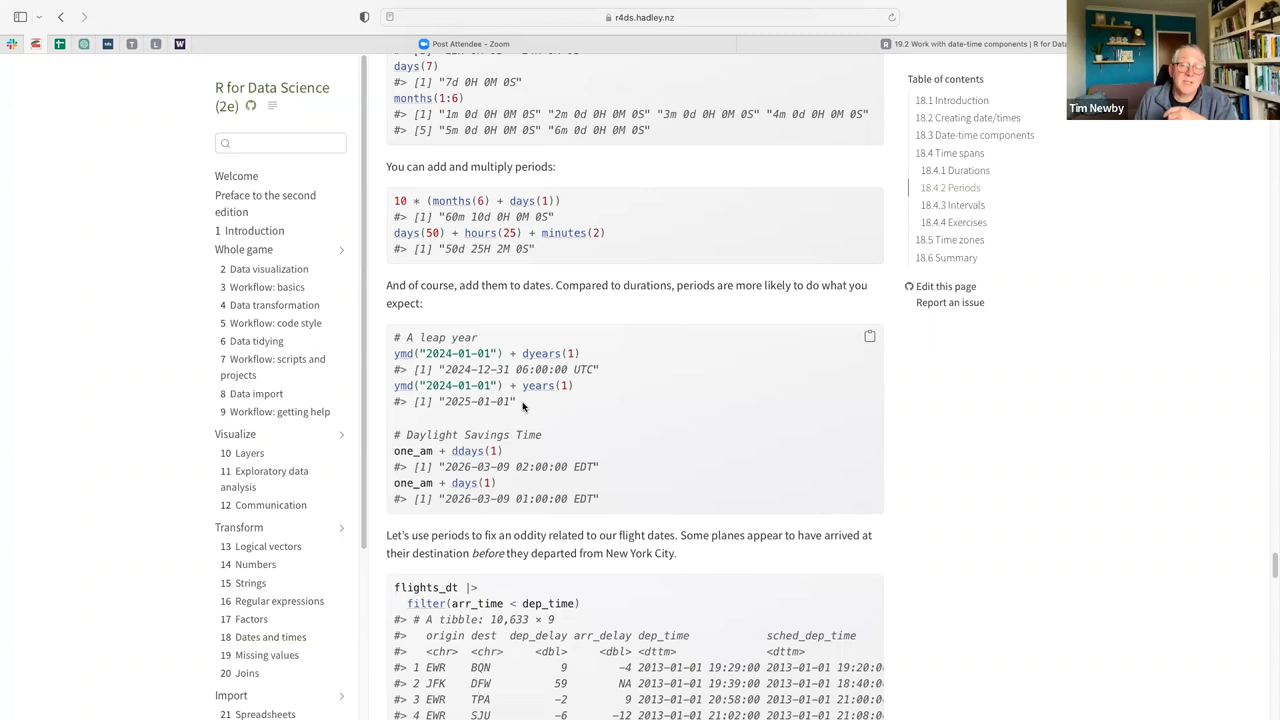 r4ds.hadley.nz
Post Attendee - Zoom
19.2 Work with date-time components | R for Data
Tim Newby
R for Data Science
(2e)
Welcome
Preface to the second
edition
1 Introduction
Whole game
2 Data visualization
3 Workflow: basics
4 Data transformation
5 Workflow: code style
6 Data tidying
7 Workflow: scripts and
projects
8 Data import
9 Workflow: getting help
Visualize
10 Layers
11 Exploratory data
analysis
12 Communication
Transform
13 Logical vectors
14 Numbers
15 Strings
16 Regular expressions
17 Factors
18 Dates and times
19 Missing values
20 Joins
Import
21 Spreadsheets
days(7)
#> [1] "7d 0H 0M 0S"
months(1:6)
#> [1] "1m 0d 0H 0M 0S" "2m 0d 0H 0M 0S" "3m 0d 0H 0M 0S" "4m 0d 0H 0M 0S"
#> [5] "5m 0d 0H 0M 0S" "6m 0d 0H 0M 0S"
You can add and multiply periods:
10 * (months(6) + days(1))
#> [1] "60m 10d 0H 0M 0S"
days(50) + hours(25) + minutes(2)
#> [1] "50d 25H 2M 0S"
And of course, add them to dates. Compared to durations, periods are more likely to do what you
expect:
# A leap year
ymd("2024-01-01") + dyears(1)
#> [1] "2024-12-31 06:00:00 UTC"
ymd("2024-01-01") + years(1)
#> [1] "2025-01-01"
# Daylight Savings Time
one_am + ddays(1)
#> [1] "2026-03-09 02:00:00 EDT"
one_am + days(1)
#> [1] "2026-03-09 01:00:00 EDT"
Let's use periods to fix an oddity related to our flight dates. Some planes appear to have arrived at
their destination before they departed from New York City.
flights_dt |>
filter(arr_time < dep_time)
#> # A tibble: 10,633 × 9
#> origin dest dep_delay arr_delay dep_time sched_dep_time
#> <chr> <chr> <dbl> <dbl> <dttm> <dttm>
#> 1 EWR BQN 9 -4 2013-01-01 19:29:00 2013-01-01 19:20:0
#> 2 JFK DFW 59 NA 2013-01-01 19:39:00 2013-01-01 18:40:0
#> 3 EWR TPA -2 9 2013-01-01 20:58:00 2013-01-01 21:00:0
#> 4 EWR SJU -6 -12 2013-01-01 21:02:00 2013-01-01 21:08:0
Table of contents
18.1 Introduction
18.2 Creating date/times
18.3 Date-time components
18.4 Time spans
18.4.1 Durations
18.4.2 Periods
18.4.3 Intervals
18.4.4 Exercises
18.5 Time zones
18.6 Summary
Edit this page
Report an issue